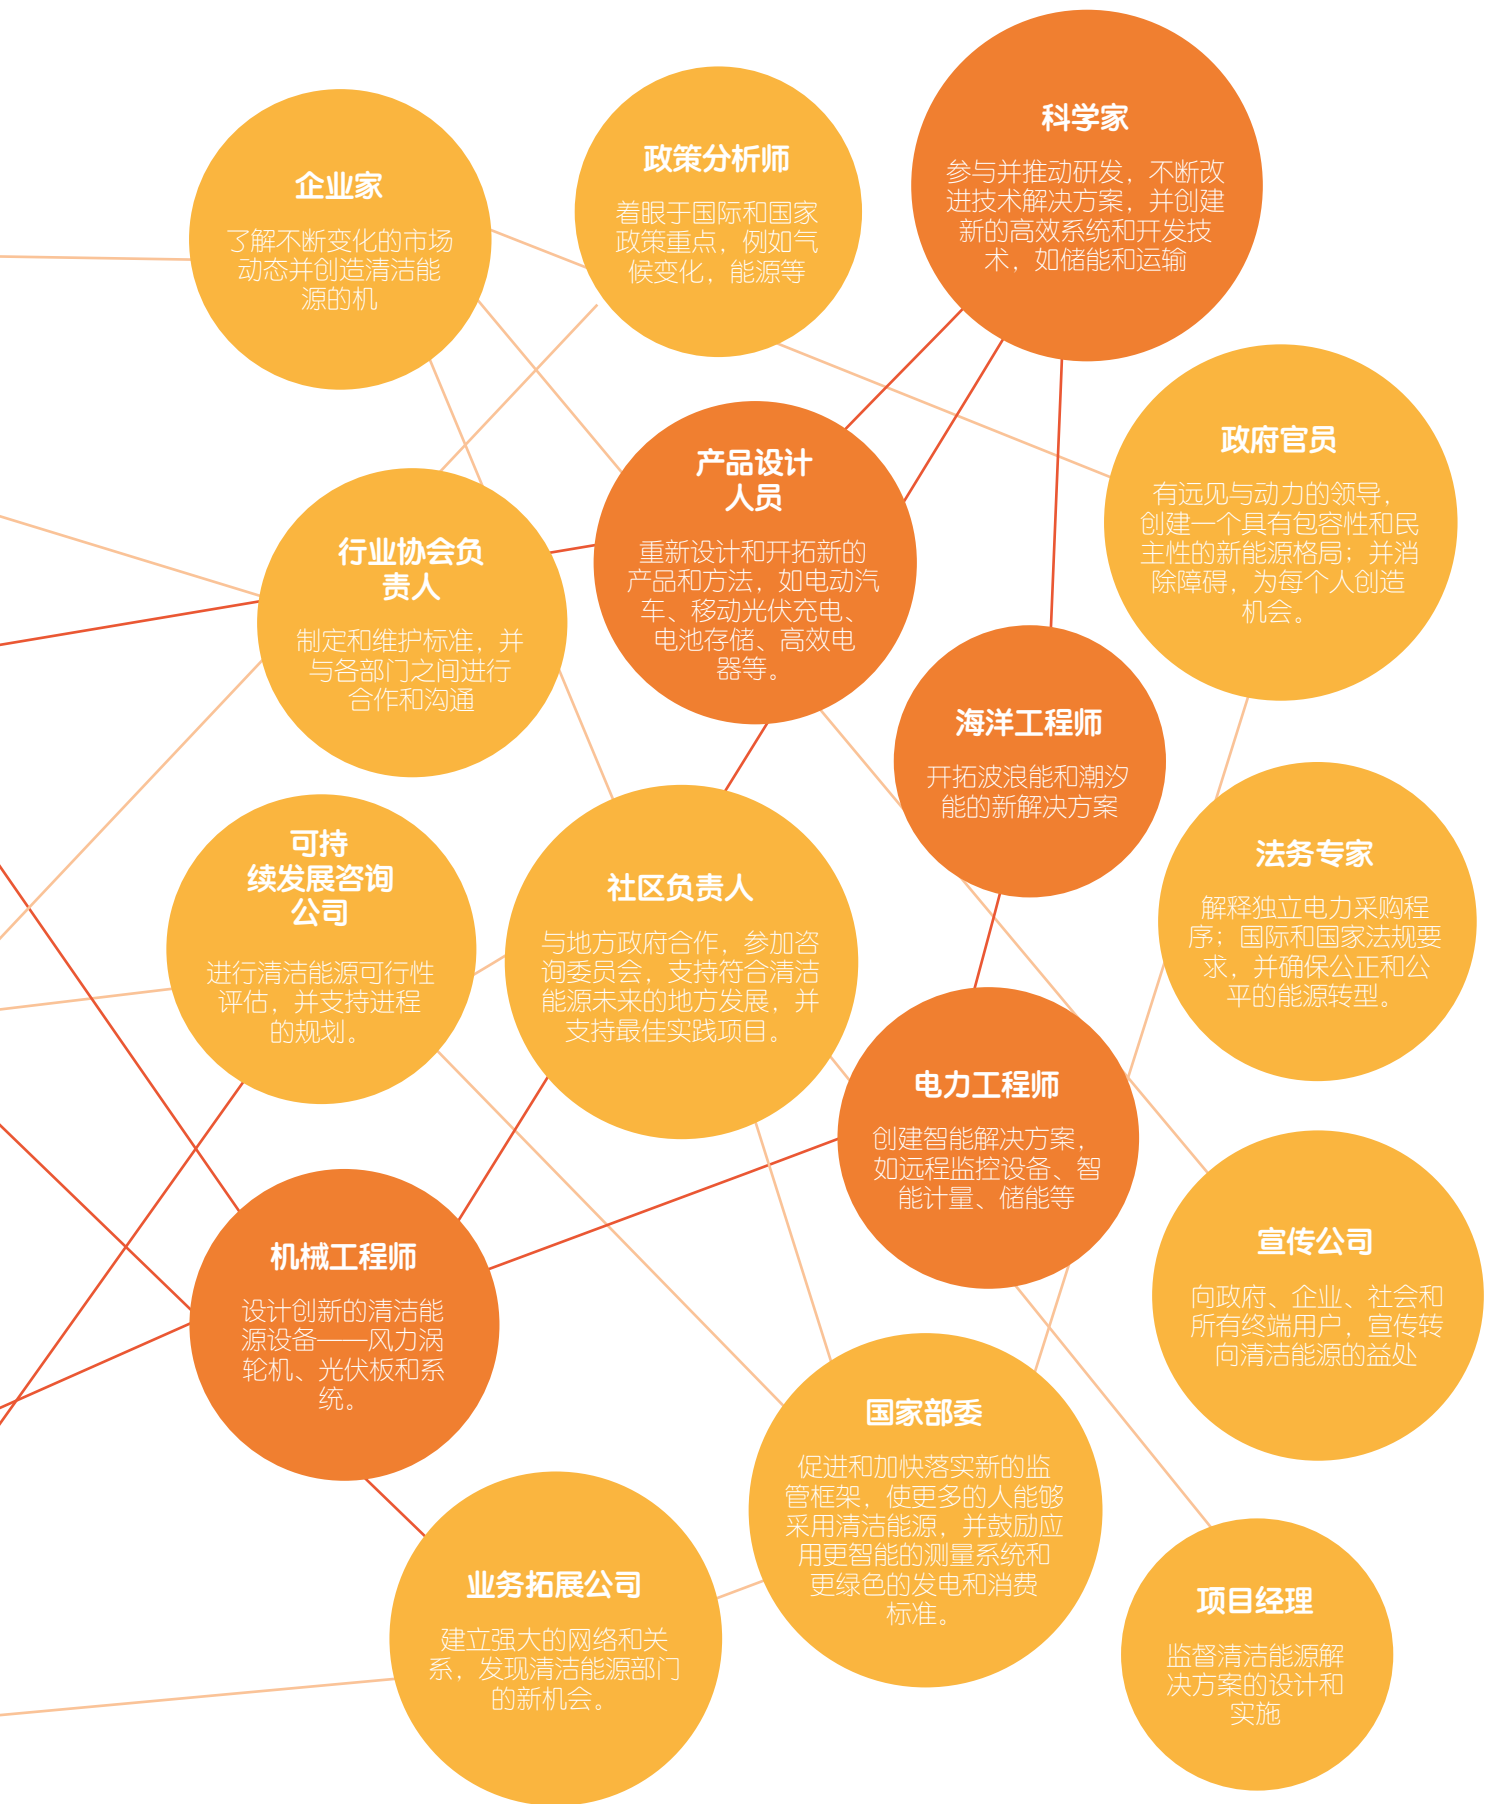 企业家
了解不断变化的市场
动态并创造清洁能
源的机
政策分析师
着眼于国际和国家
政策重点，例如气
候变化，能源等
科学家
参与并推动研发，不断改
进技术解决方案，并创建
新的高效系统和开发技
术，如储能和运输
政府官员
有远见与动力的领导，
创建一个具有包容性和民
主性的新能源格局；并消
除障碍，为每个人创造
机会。
产品设计
人员
重新设计和开拓新的
产品和方法，如电动汽
车、移动光伏充电、
电池存储、高效电
器等。
行业协会负
责人
制定和维护标准，并
与各部门之间进行
合作和沟通
海洋工程师
开拓波浪能和潮汐
能的新解决方案
可持
续发展咨询
公司
进行清洁能源可行性
评估，并支持进程
的规划。
社区负责人
与地方政府合作，参加咨
询委员会，支持符合清洁
能源未来的地方发展，并
支持最佳实践项目。
法务专家
解释独立电力采购程
序；国际和国家法规要
求，并确保公正和公
平的能源转型。
电力工程师
创建智能解决方案，
如远程监控设备、智
能计量、储能等
机械工程师
设计创新的清洁能
源设备——风力涡
轮机、光伏板和系
统。
宣传公司
向政府、企业、社会和
所有终端用户，宣传转
向清洁能源的益处
国家部委
促进和加快落实新的监
管框架，使更多的人能够
采用清洁能源，并鼓励应
用更智能的测量系统和
更绿色的发电和消费
标准。
业务拓展公司
建立强大的网络和关
系，发现清洁能源部门
的新机会。
项目经理
监督清洁能源解
决方案的设计和
实施